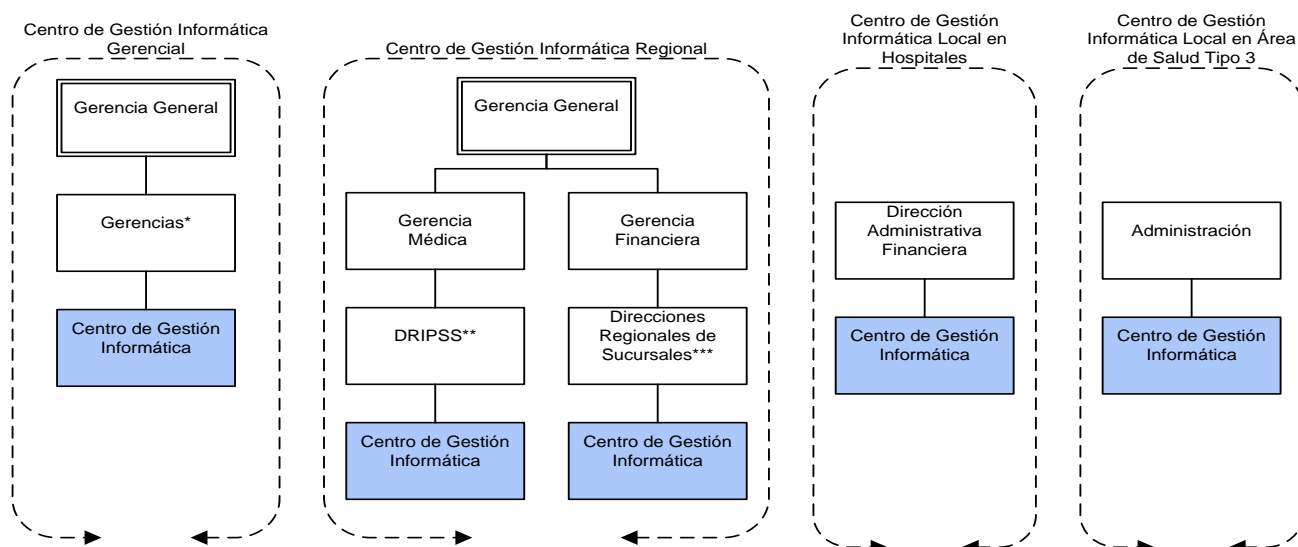 Centro de Gestión Informática
Gerencial
Gerencia General
Gerencias*
Centro de Gestión
Informática
Centro de Gestión Informática Regional
Gerencia General
Gerencia
Médica
Gerencia
Financiera
DRIPSS**
Direcciones
Regionales de
Sucursales***
Centro de Gestión
Informática
Centro de Gestión
Informática
Centro de Gestión
Informática Local en
Hospitales
Dirección
Administrativa
Financiera
Centro de Gestión
Informática
Centro de Gestión
Informática Local en Área
de Salud Tipo 3
Administración
Centro de Gestión
Informática